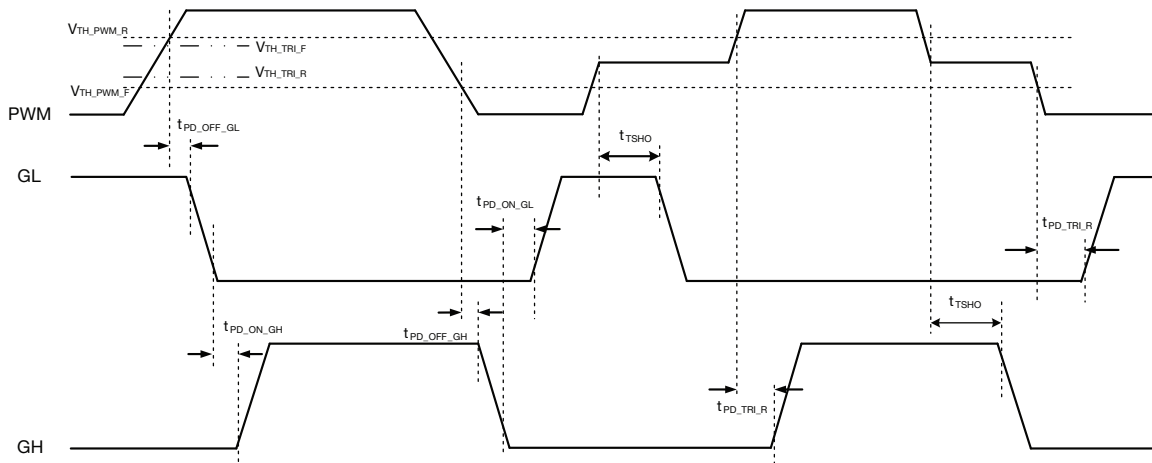 VTH_PWM_R
VTH_TRI_F
VTH_TRI_R
VTH_PWM_F
PWM
tPD_OFF_GL
tTSHO
GL
tPD_ON_GL
tPD_TRI_R
tTSHO
tPD_ON_GH
tPD_OFF_GH
tPD_TRI_R
GH